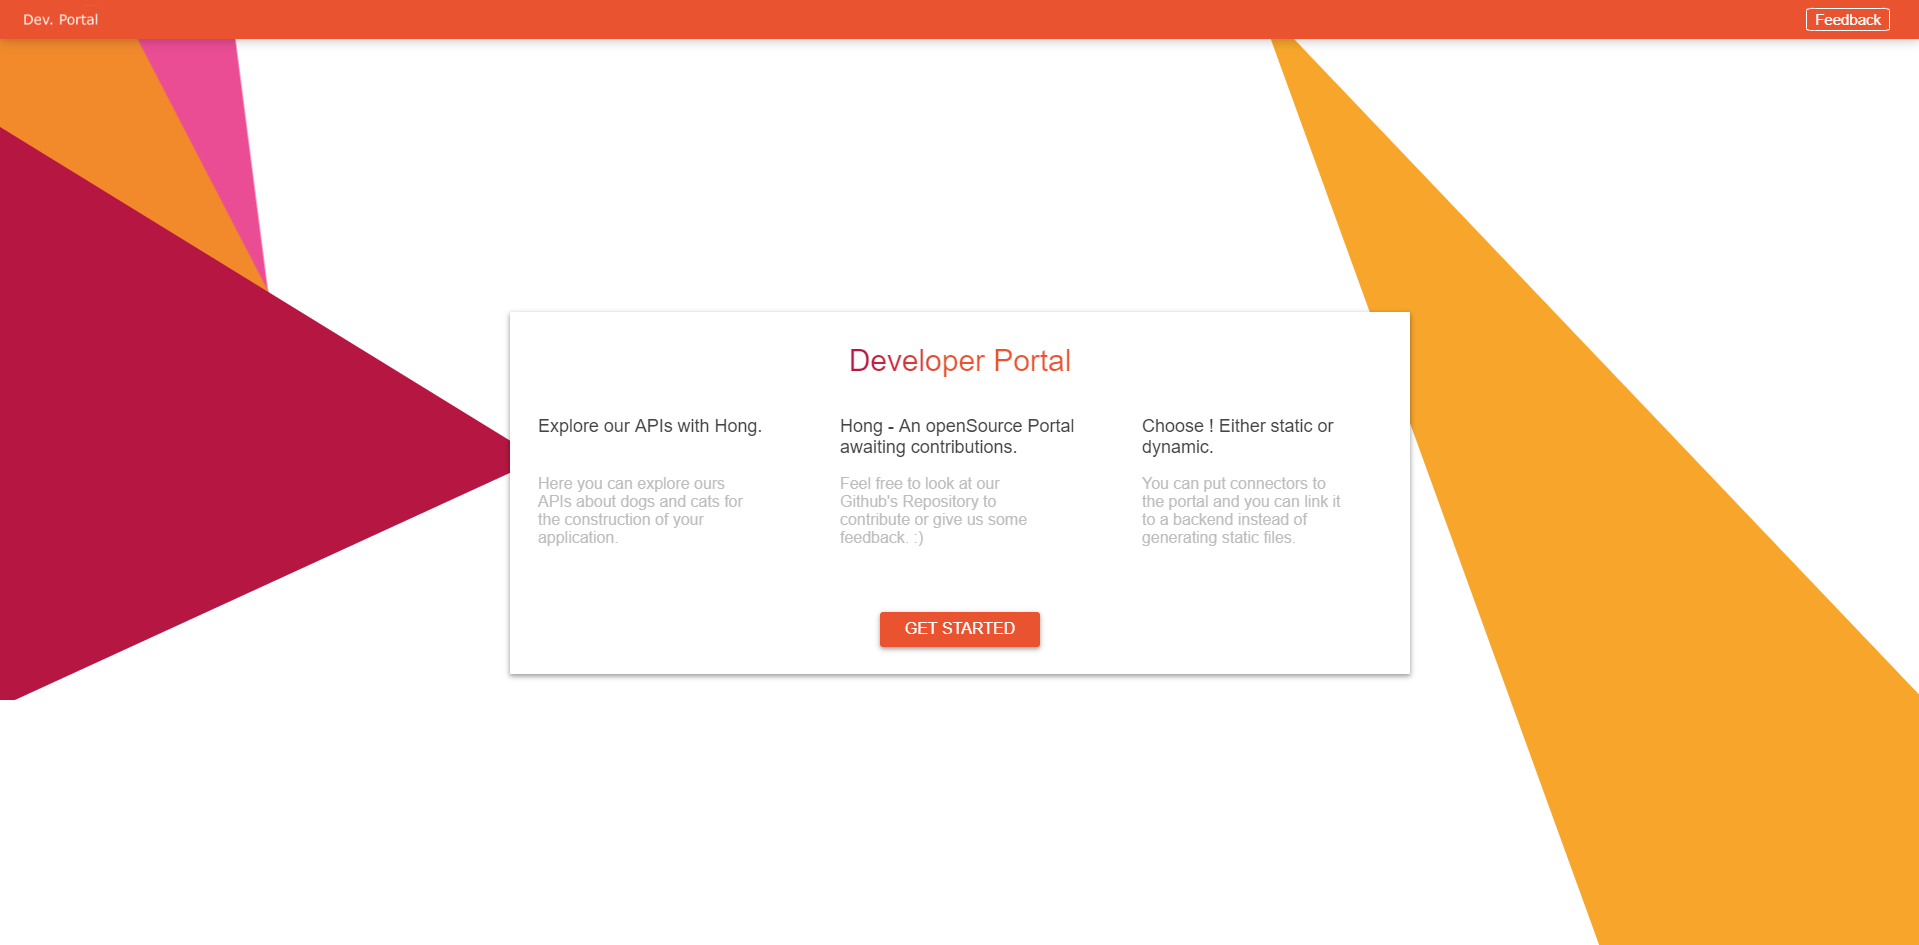 Dev. Portal
Feedback
Developer Portal
Explore our APIs with Hong.
Here you can explore ours
APIs about dogs and cats for
the construction of your
application.
Hong - An openSource Portal
awaiting contributions.
Feel free to look at our
Github's Repository to
contribute or give us some
feedback. :)
Choose ! Either static or
dynamic.
You can put connectors to
the portal and you can link it
to a backend instead of
generating static files.
GET STARTED